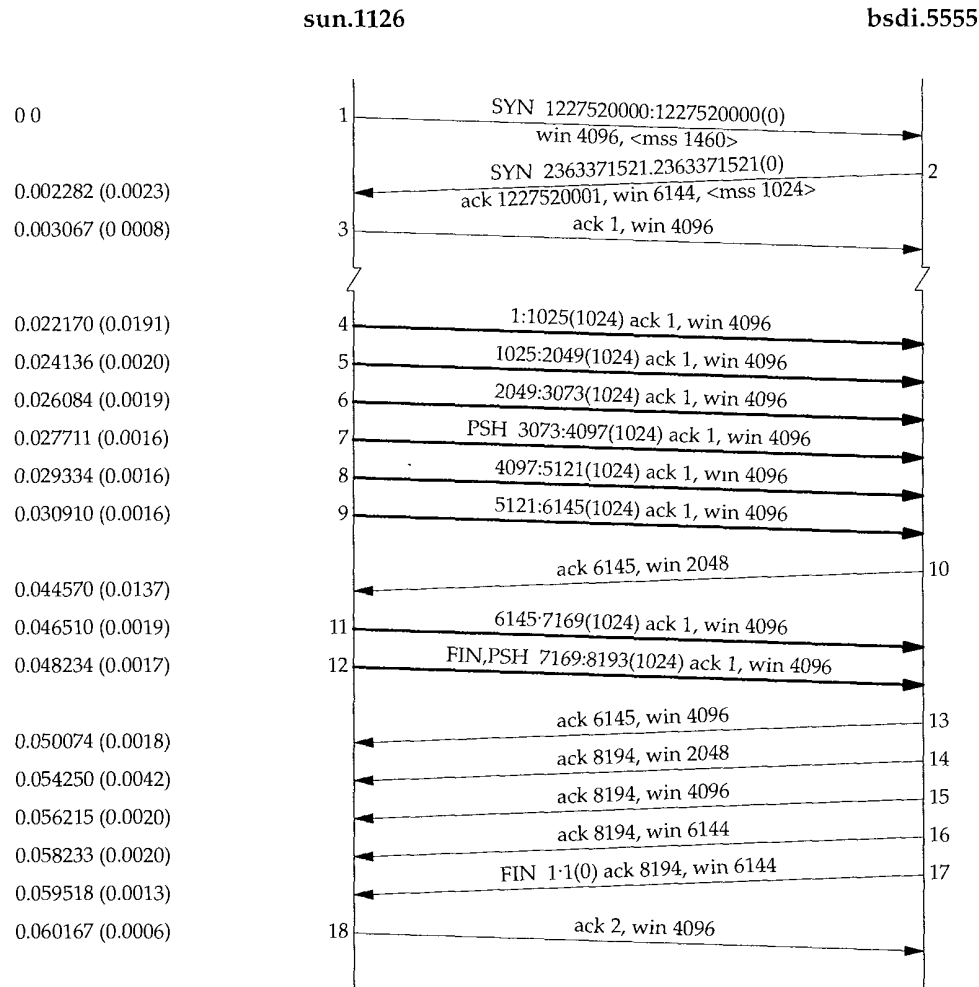 sun.1126 bsdi.5555
0 0 1 SYN 1227520000:1227520000(0)
win 4096, <mss 1460>
SYN 2363371521.2363371521(0) 2
0.002282 (0.0023) ack 1227520001, win 6144, <mss 1024>
0.003067 (0 0008) 3 ack 1, win 4096
0.022170 (0.0191) 4 1:1025(1024) ack 1, win 4096
0.024136 (0.0020) 5 1025:2049(1024) ack 1, win 4096
0.026084 (0.0019) 6 2049:3073(1024) ack 1, win 4096
0.027711 (0.0016) 7 PSH 3073:4097(1024) ack 1, win 4096
0.029334 (0.0016) 8 4097:5121(1024) ack 1, win 4096
0.030910 (0.0016) 9 5121:6145(1024) ack 1, win 4096
ack 6145, win 2048 10
0.044570 (0.0137)
0.046510 (0.0019) 11 6145·7169(1024) ack 1, win 4096
0.048234 (0.0017) 12 FIN,PSH 7169:8193(1024) ack 1, win 4096
ack 6145, win 4096 13
0.050074 (0.0018)
ack 8194, win 2048 14
0.054250 (0.0042)
ack 8194, win 4096 15
0.056215 (0.0020)
ack 8194, win 6144 16
0.058233 (0.0020)
FIN 1·1(0) ack 8194, win 6144 17
0.059518 (0.0013)
0.060167 (0.0006) 18 ack 2, win 4096